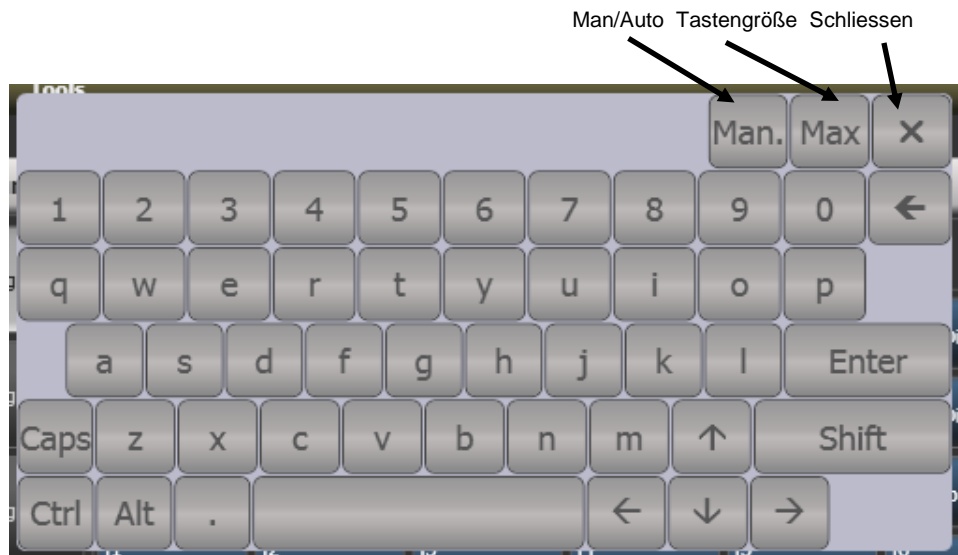 Man/Auto Tastengröße Schliessen
Tools
Man. Max ×
1 2 3 4 5 6 7 8 9 0 ←
q w e r t y u i o p
a s d f g h j k l Enter
Caps z x c v b n m ↑ Shift
Ctrl Alt . ← ↓ →